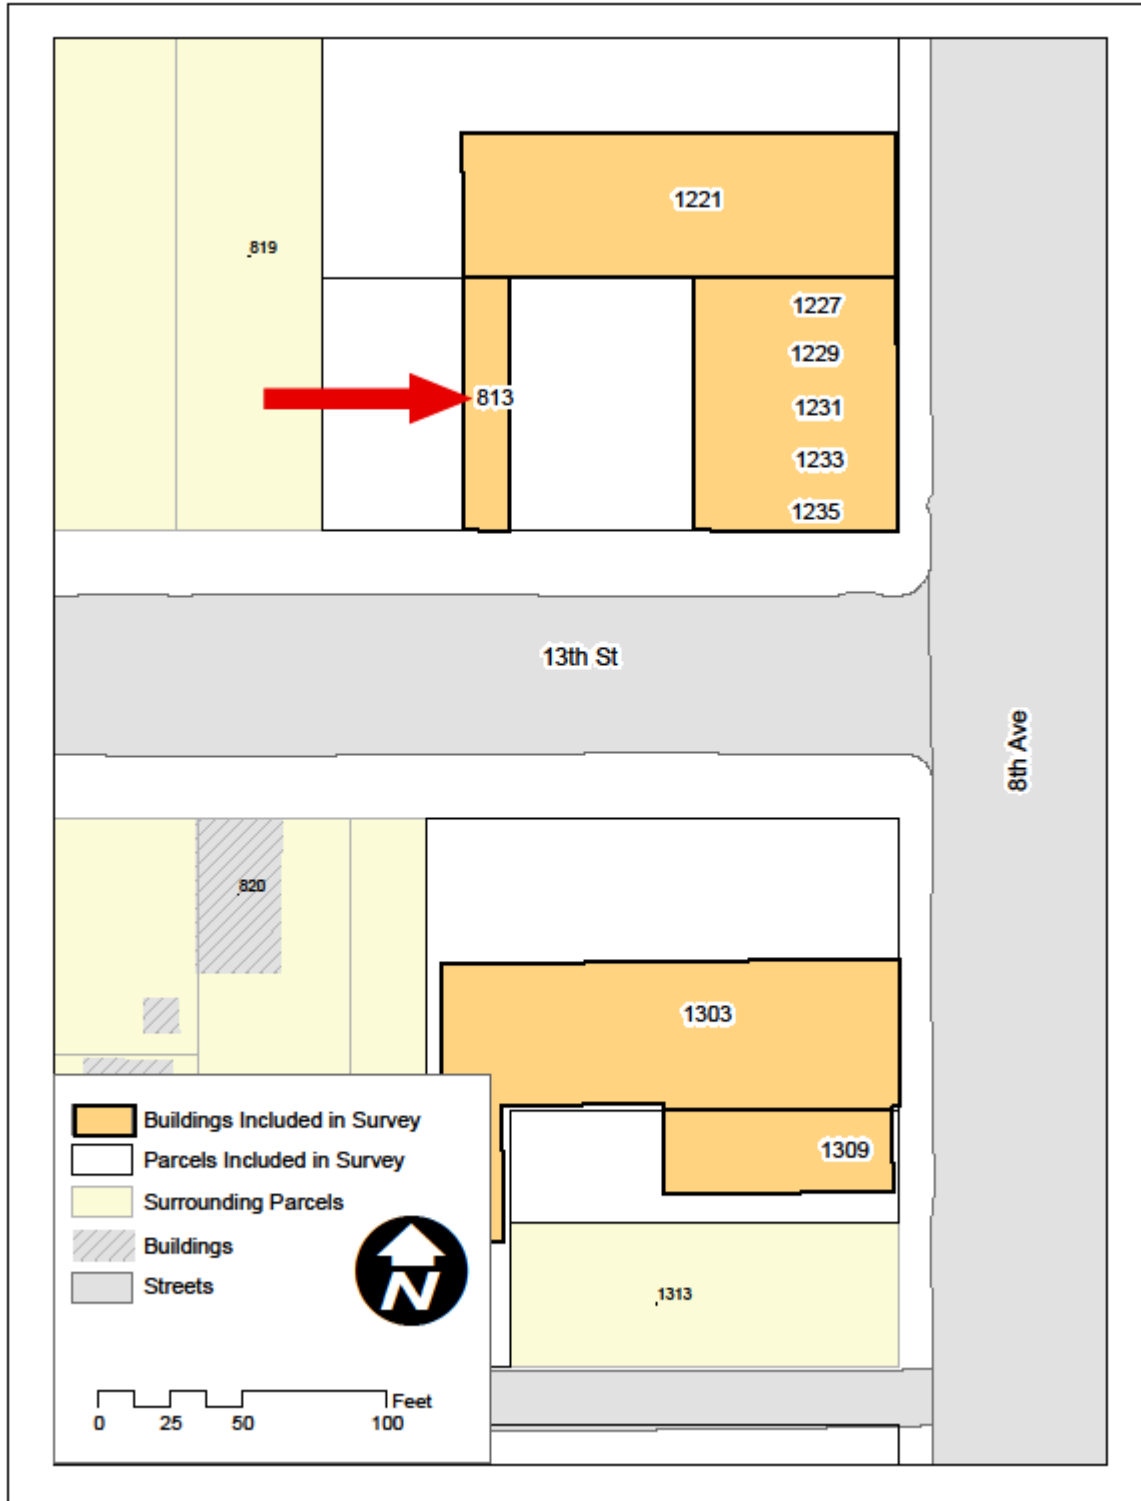 1221
819
1227
1229
813
1231
1233
1235
13th St
8th Ave
820
1303
1309
Buildings Included in Survey
Parcels Included in Survey
Surrounding Parcels
Buildings
Streets
N
1313
Feet
0 25 50 100